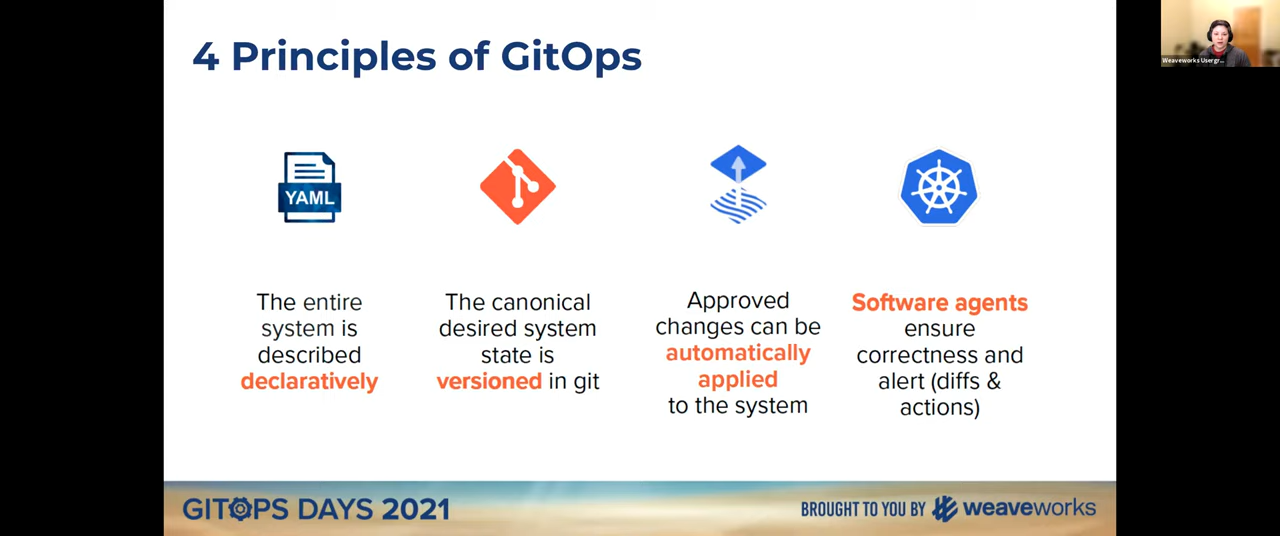 4 Principles of GitOps
Weaveworks Usergr...
YAML
The entire
system is
described
declaratively
The canonical
desired system
state is
versioned in git
Approved
changes can be
automatically
applied
to the system
Software agents
ensure
correctness and
alert (diffs &
actions)
GITOPS DAYS 2021
BROUGHT TO YOU BY weaveworks